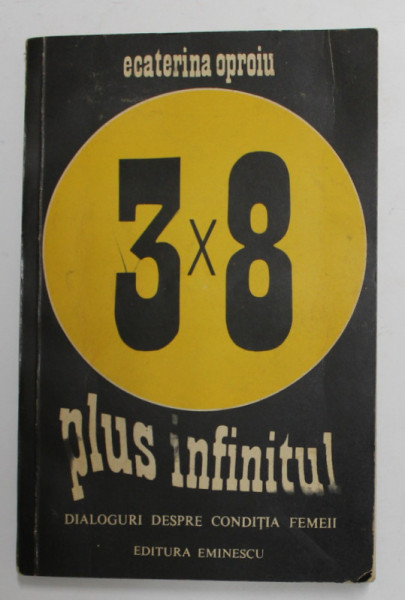 ecaterina oproiu
3x8
plus infinitul
DIALOGURI DESPRE CONDIȚIA FEMEII
EDITURA EMINESCU